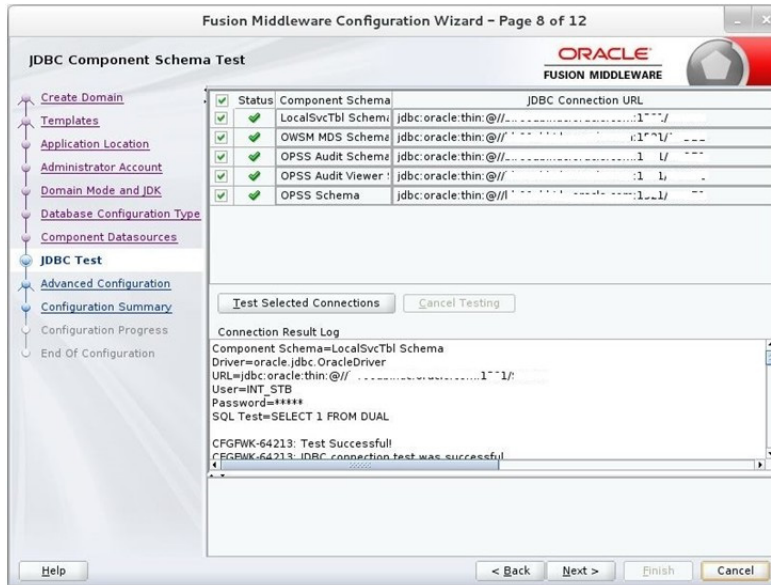 Fusion Middleware Configuration Wizard – Page 8 of 12
JDBC Component Schema Test
ORACLE
FUSION MIDDLEWARE
Create Domain
Templates
Application Location
Administrator Account
Domain Mode and JDK
Database Configuration Type
Component Datasources
JDBC Test
Advanced Configuration
Configuration Summary
Configuration Progress
End Of Configuration
Status Component Schema JDBC Connection URL
LocalSvcTbl Schema jdbc:oracle:thin:@//
OWSM MDS Schema jdbc:oracle:thin:@//
OPSS Audit Schema jdbc:oracle:thin:@//
OPSS Audit Viewer jdbc:oracle:thin:@//
OPSS Schema jdbc:oracle:thin:@//
Test Selected Connections Cancel Testing
Connection Result Log
Component Schema=LocalSvcTbl Schema
Driver=oracle.jdbc.OracleDriver
URL=jdbc:oracle:thin:@//
User=INT_STB
Password=*****
SQL Test=SELECT 1 FROM DUAL
CFGFWK-64213: Test Successful!
CFGFWK-64213: JDBC connection test was successful
Help < Back Next > Finish Cancel